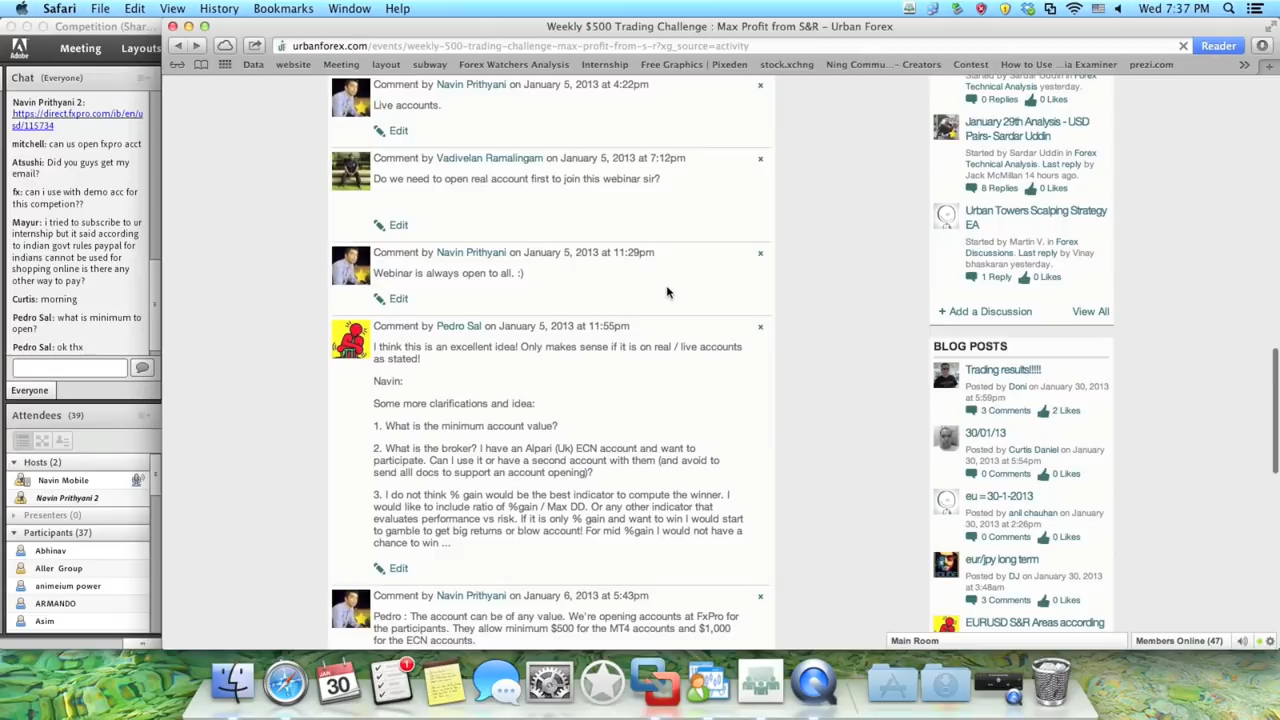 Safari File Edit View History Bookmarks Window Help Wed 7:37 PM
Competition (Shar
Adobe
Meeting Layouts
Chat (Everyone)
Navin Prithyani 2:
https://direct.fxpro.com/ib/en/u
sd/115734
mitchell: can us open fxpro acct
Atsushi: Did you guys get my
email?
fx: can i use with demo acc for
this competion??
Mayur: i tried to subscribe to ur
internship but it said according
to indian govt rules paypal for
indians cannot be used for
shopping online is there any
other way to pay?
Curtis: morning
Pedro Sal: what is minimum to
open?
Pedro Sal: ok thx
Everyone
Attendees (39)
Hosts (2)
Navin Mobile
Navin Prithyani 2
Presenters (0)
Participants (37)
Abhinav
Aller Group
animeium power
ARMANDO
Asim
Weekly $500 Trading Challenge : Max Profit from S&R – Urban Forex
urbanforex.com/events/weekly-500-trading-challenge-max-profit-from-s-r?xg_source=activity
Reader
Data website Meeting layout subway Forex Watchers Analysis Internship Free Graphics | Pixeden stock.xchng Ning Commu... – Creators Contest How to Use ...ia Examiner prezi.com
Comment by Navin Prithyani on January 5, 2013 at 4:22pm
Live accounts.
Edit
Comment by Vadivelan Ramalingam on January 5, 2013 at 7:12pm
Do we need to open real account first to join this webinar sir?
Edit
Comment by Navin Prithyani on January 5, 2013 at 11:29pm
Webinar is always open to all. :)
Edit
Comment by Pedro Sal on January 5, 2013 at 11:55pm
I think this is an excellent idea! Only makes sense if it is on real / live accounts
as stated!
Navin:
Some more clarifications and idea:
1. What is the minimum account value?
2. What is the broker? I have an Alpari (Uk) ECN account and want to
participate. Can I use it or have a second account with them (and avoid to
send alll docs to support an account opening)?
3. I do not think % gain would be the best indicator to compute the winner. I
would like to include ratio of %gain / Max DD. Or any other indicator that
evaluates performance vs risk. If it is only % gain and want to win I would start
to gamble to get big returns or blow account! For mid %gain I would not have a
chance to win ...
Edit
Comment by Navin Prithyani on January 6, 2013 at 5:43pm
Pedro : The account can be of any value. We're opening accounts at FxPro for
the participants. They allow minimum $500 for the MT4 accounts and $1,000
for the ECN accounts.
Started by Sardar Uddin in Forex
Technical Analysis yesterday.
0 Replies 0 Likes
January 29th Analysis - USD
Pairs- Sardar Uddin
Started by Sardar Uddin in Forex
Technical Analysis. Last reply by
Jack McMillan 14 hours ago.
8 Replies 0 Likes
Urban Towers Scalping Strategy
EA
Started by Martin V. in Forex
Discussions. Last reply by Vinay
bhaskaran yesterday.
1 Reply 0 Likes
+ Add a Discussion View All
BLOG POSTS
Trading results!!!!!
Posted by Doni on January 30, 2013
at 5:59pm
3 Comments 2 Likes
30/01/13
Posted by Curtis Daniel on January
30, 2013 at 5:54pm
0 Comments 0 Likes
eu = 30-1-2013
Posted by anil chauhan on January
30, 2013 at 2:26pm
0 Comments 0 Likes
eur/jpy long term
Posted by DJ on January 30, 2013
at 3:48am
3 Comments 0 Likes
EURUSD S&R Areas according
Main Room Members Online (47)
JAN
30
1